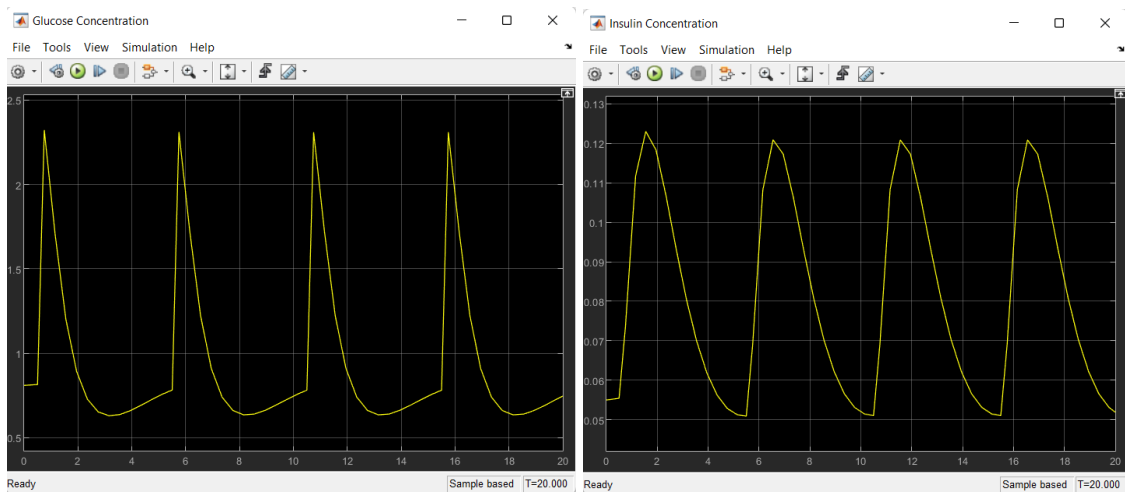 Glucose Concentration
File Tools View Simulation Help
2.5
2
1.5
1
0.5
0 2 4 6 8 10 12 14 16 18 20
Ready
Sample based T=20.000
Insulin Concentration
File Tools View Simulation Help
0.13
0.12
0.11
0.1
0.09
0.08
0.07
0.06
0.05
0 2 4 6 8 10 12 14 16 18 20
Ready
Sample based T=20.000